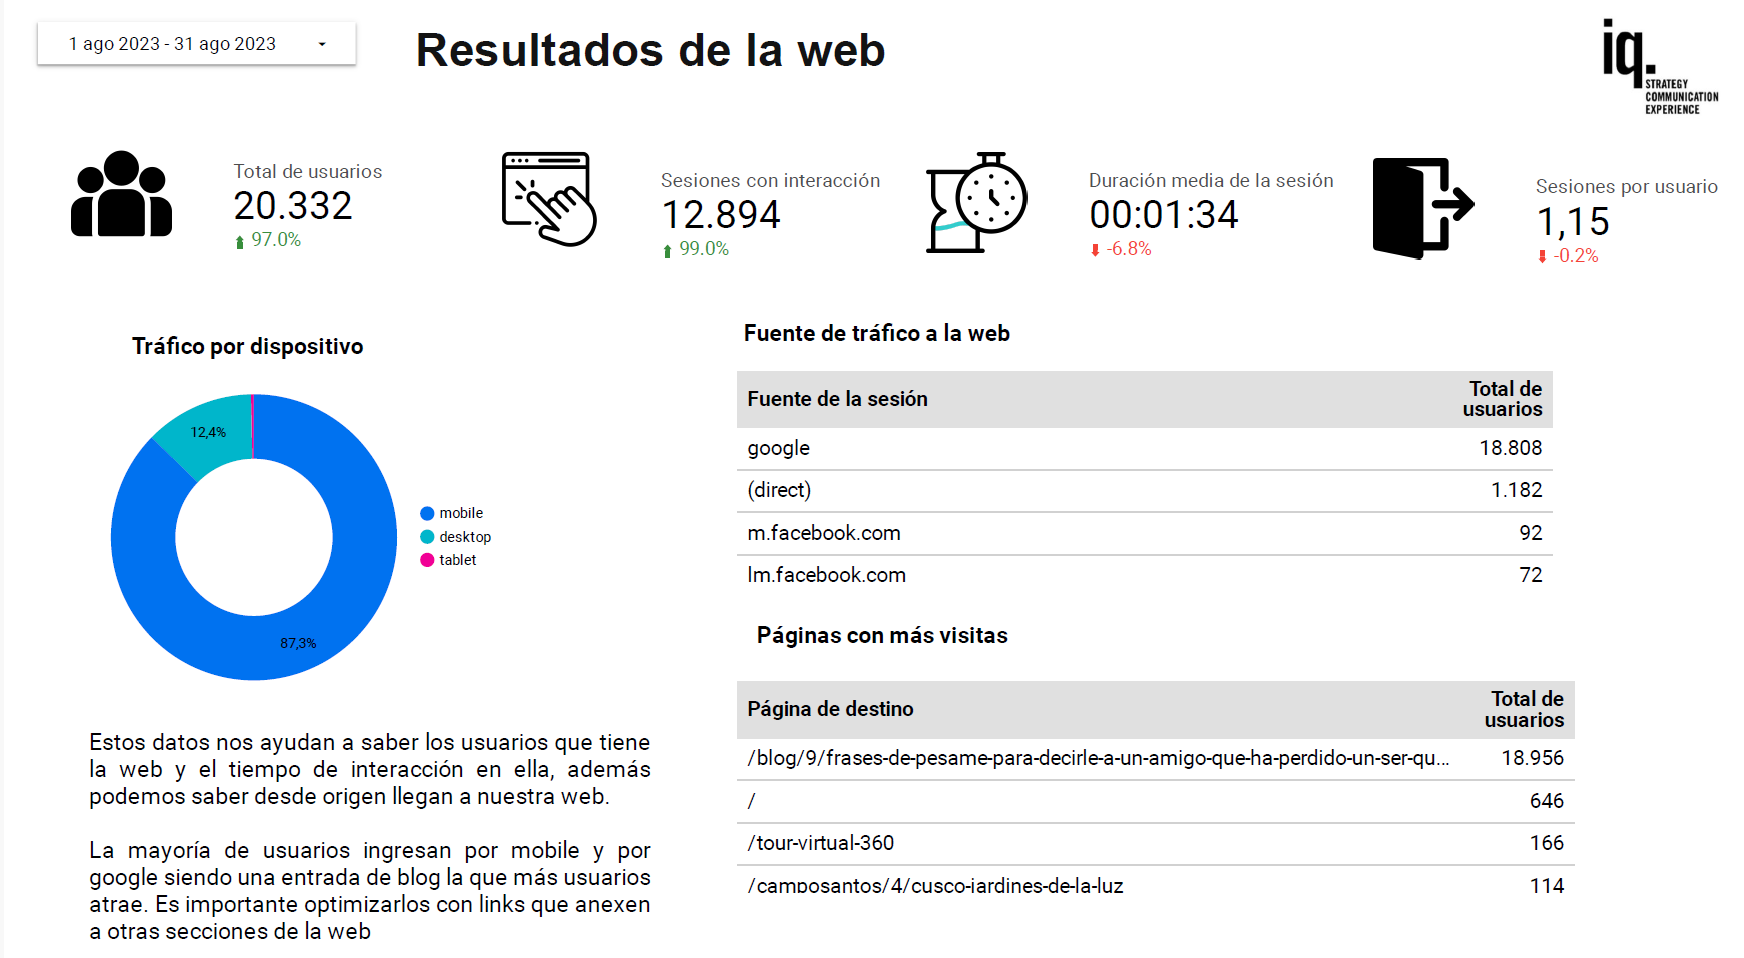 1 ago 2023 - 31 ago 2023
Resultados de la web
iq.
STRATEGY
COMMUNICATION
EXPERIENCE
Total de usuarios
20.332
97.0%
Sesiones con interacción
12.894
99.0%
Duración media de la sesión
00:01:34
-6.8%
Sesiones por usuario
1,15
-0.2%
Tráfico por dispositivo
12,4%
87,3%
mobile
desktop
tablet
Estos datos nos ayudan a saber los usuarios que tiene
la web y el tiempo de interacción en ella, además
podemos saber desde origen llegan a nuestra web.
La mayoría de usuarios ingresan por mobile y por
google siendo una entrada de blog la que más usuarios
atrae. Es importante optimizarlos con links que anexen
a otras secciones de la web
Fuente de tráfico a la web
Fuente de la sesión Total de
usuarios
google 18.808
(direct) 1.182
m.facebook.com 92
lm.facebook.com 72
Páginas con más visitas
Página de destino Total de
usuarios
/blog/9/frases-de-pesame-para-decirle-a-un-amigo-que-ha-perdido-un-ser-qu... 18.956
/ 646
/tour-virtual-360 166
/camposantos/4/cusco-jardines-de-la-luz 114